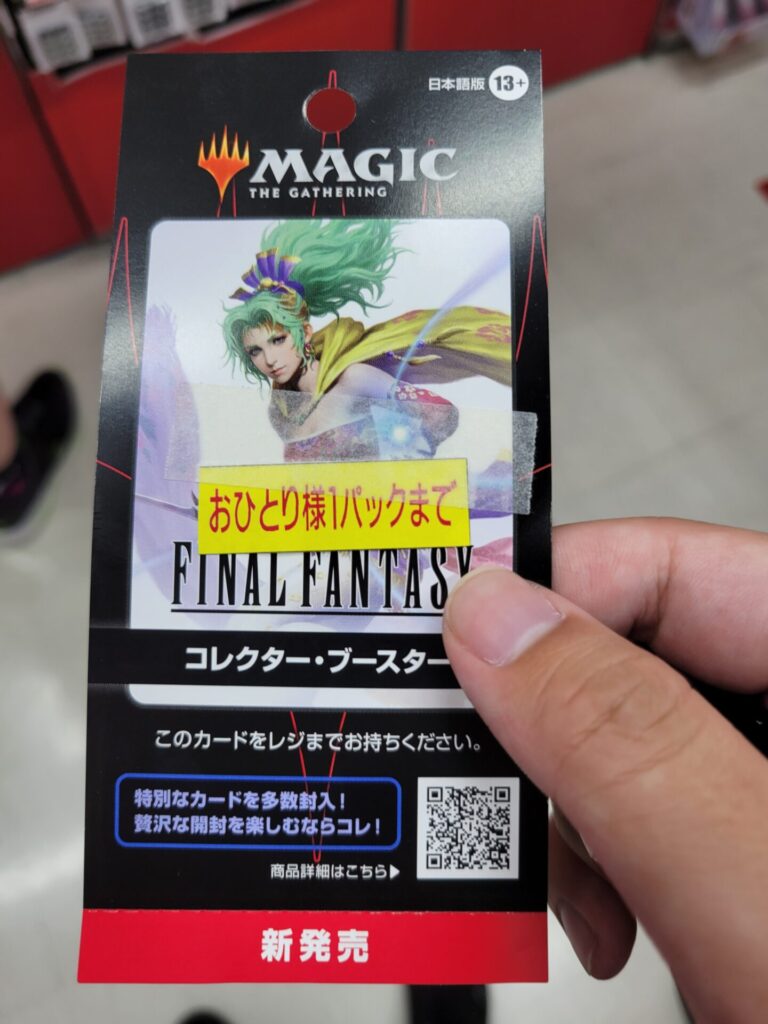 日本語版 13+
MAGIC
THE GATHERING
おひとり様1パックまで
FINAL FANTASY
コレクター・ブースター
このカードをレジまでお持ちください。
特別なカードを多数封入!
贅沢な開封を楽しむならコレ!
商品詳細はこちら▶
新発売